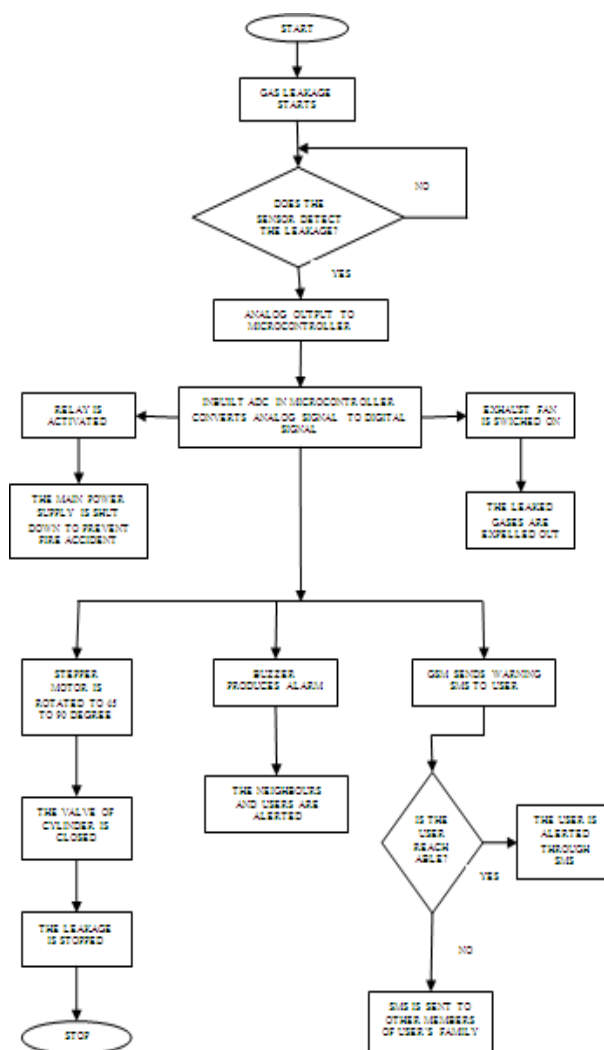 START
GAS LEAKAGE
STARTS
NO
DOES THE
SENSOR DETECT
THE LEAKAGE?
YES
ANALOG OUTPUT TO
MICROCONTROLLER
RELAY IS
ACTIVATED
INBUILT ADC IN MICROCONTROLLER
CONVERTS ANALOG SIGNAL TO DIGITAL
SIGNAL
EXHAUST FAN
IS SWICHED ON
THE MAIN POWER
SUPPLY IS SHUT
DOWN TO PREVENT
FIRE ACCIDENT
THE LEAKED
GASES ARE
EXPELLED OUT
STEPPER
MOTOR IS
ROTATED TO
TO 90 DEGREE
BUZZER
PRODUCES ALARM
GSM SENDS WARNING
SMS TO USER
THE VALVE OF
CYLINDER IS
CLOSED
THE NEIGHBOURS
AND USERS ARE
ALERTED
IS THE
USER
REACH
ABLE?
YES
THE USER IS
ALERTED
THROUGH
SMS
THE LEAKAGE
IS STOPPED
NO
STOP
SMS IS SENT TO
OTHER MEMBERS
OF USER'S FAMILY